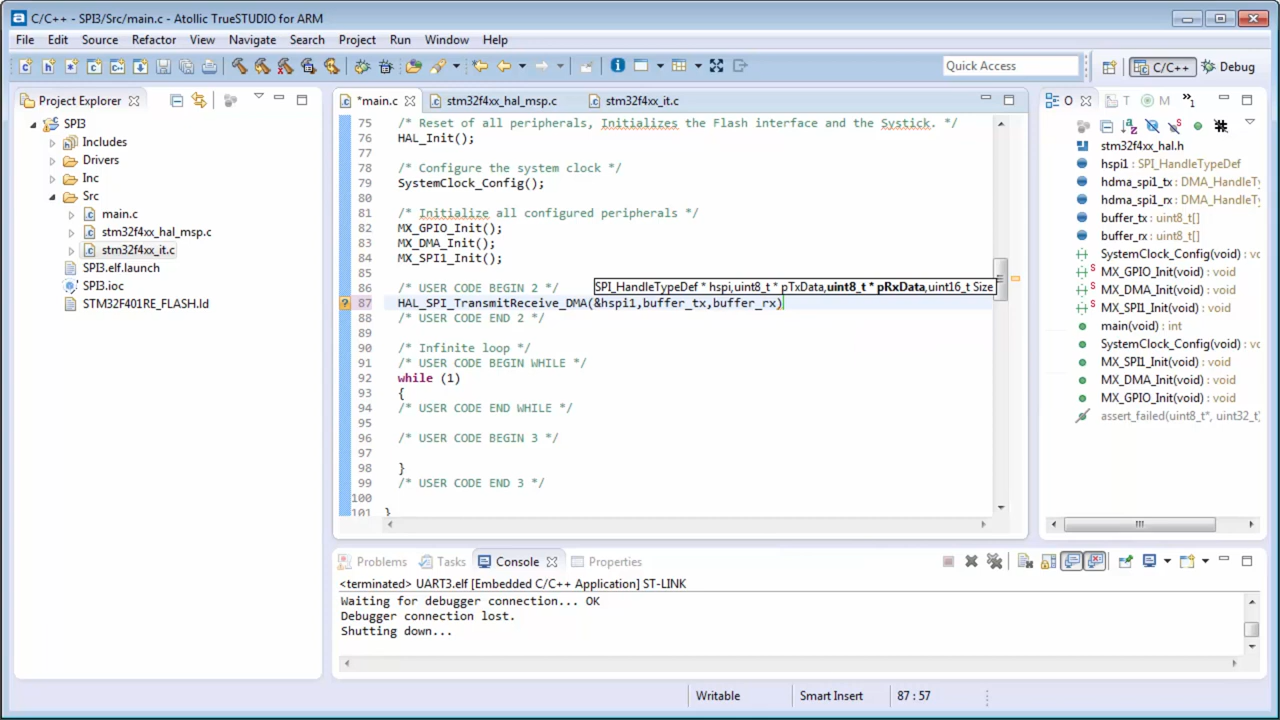 C/C++ - SPI3/Src/main.c - Atollic TrueSTUDIO for ARM
File Edit Source Refactor View Navigate Search Project Run Window Help
Quick Access
C/C++
Debug
Project Explorer
SPI3
Includes
Drivers
Inc
Src
main.c
stm32f4xx_hal_msp.c
stm32f4xx_it.c
SPI3.elf.launch
SPI3.ioc
STM32F401RE_FLASH.ld
*main.c
stm32f4xx_hal_msp.c
stm32f4xx_it.c
75 /* Reset of all peripherals, Initializes the Flash interface and the Systick. */
76 HAL_Init();
77
78 /* Configure the system clock */
79 SystemClock_Config();
80
81 /* Initialize all configured peripherals */
82 MX_GPIO_Init();
83 MX_DMA_Init();
84 MX_SPI1_Init();
85
86 /* USER CODE BEGIN 2 */
SPI_HandleTypeDef * hspi,uint8_t * pTxData,uint8_t * pRxData,uint16_t Size
87 HAL_SPI_TransmitReceive_DMA(&hspi1,buffer_tx,buffer_rx)
88 /* USER CODE END 2 */
89
90 /* Infinite loop */
91 /* USER CODE BEGIN WHILE */
92 while (1)
93 {
94 /* USER CODE END WHILE */
95
96 /* USER CODE BEGIN 3 */
97
98 }
99 /* USER CODE END 3 */
100
101 }
O
T
M
»1
stm32f4xx_hal.h
hspi1 : SPI_HandleTypeDef
hdma_spi1_tx : DMA_HandleTy
hdma_spi1_rx : DMA_HandleTy
buffer_tx : uint8_t[]
buffer_rx : uint8_t[]
SystemClock_Config(void) : vc
MX_GPIO_Init(void) : void
MX_DMA_Init(void) : void
MX_SPI1_Init(void) : void
main(void) : int
SystemClock_Config(void) : vc
MX_SPI1_Init(void) : void
MX_DMA_Init(void) : void
MX_GPIO_Init(void) : void
assert_failed(uint8_t*, uint32_t)
Problems
Tasks
Console
Properties
<terminated> UART3.elf [Embedded C/C++ Application] ST-LINK
Waiting for debugger connection... OK
Debugger connection lost.
Shutting down...
Writable
Smart Insert
87 : 57